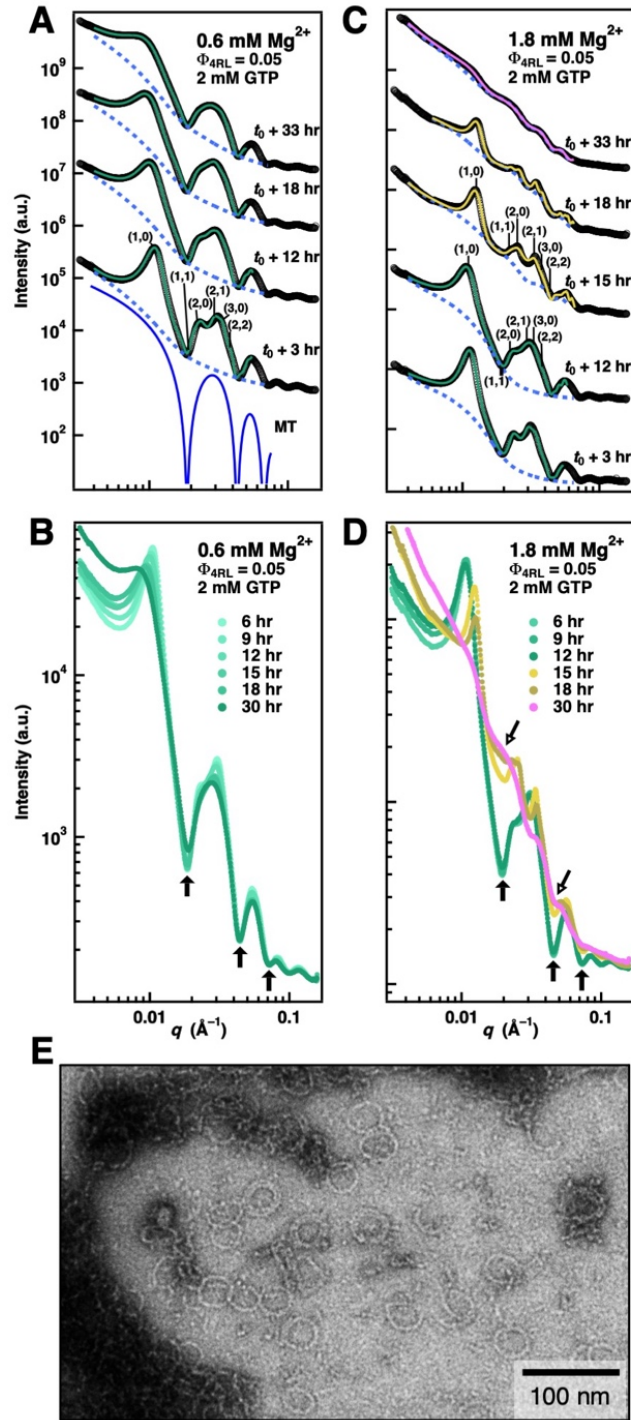 A
0.6 mM Mg²⁺
Φ4RL = 0.05
2 mM GTP
10⁹
10⁸
10⁷
10⁶
10⁵
10⁴
10³
10²
Intensity (a.u.)
t₀ + 33 hr
t₀ + 18 hr
t₀ + 12 hr
(1,0)
(1,1)
(2,0)
(2,1)
(3,0)
(2,2)
t₀ + 3 hr
MT
C
1.8 mM Mg²⁺
Φ4RL = 0.05
2 mM GTP
t₀ + 33 hr
t₀ + 18 hr
(1,0)
(1,1)
(2,0)
(2,1)
(3,0)
(2,2)
t₀ + 15 hr
(1,0)
(1,1)
(2,0)
(2,1)
(3,0)
(2,2)
t₀ + 12 hr
t₀ + 3 hr
B
0.6 mM Mg²⁺
Φ4RL = 0.05
2 mM GTP
6 hr
9 hr
12 hr
15 hr
18 hr
30 hr
10⁴
10³
Intensity (a.u.)
0.01
0.1
q (Å⁻¹)
D
1.8 mM Mg²⁺
Φ4RL = 0.05
2 mM GTP
6 hr
9 hr
12 hr
15 hr
18 hr
30 hr
0.01
0.1
q (Å⁻¹)
E
100 nm